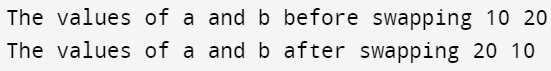 The values of a and b before swapping 10 20
The values of a and b after swapping 20 10